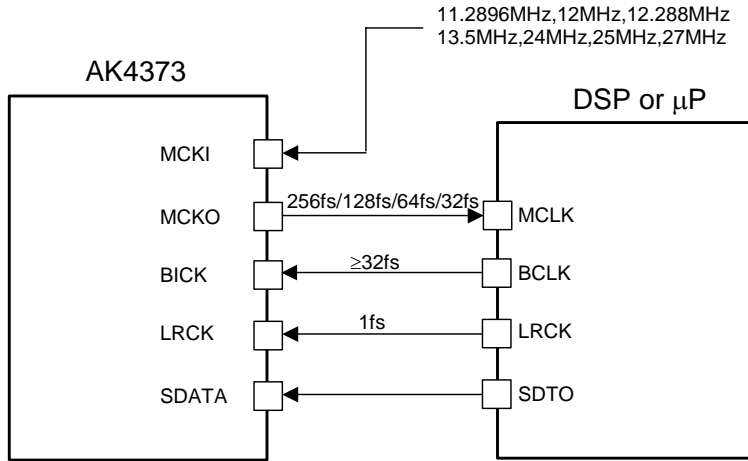 11.2896MHz,12MHz,12.288MHz
13.5MHz,24MHz,25MHz,27MHz
AK4373
DSP or μP
MCKI
MCKO
256fs/128fs/64fs/32fs
MCLK
BICK
≥32fs
BCLK
LRCK
1fs
LRCK
SDATA
SDTO